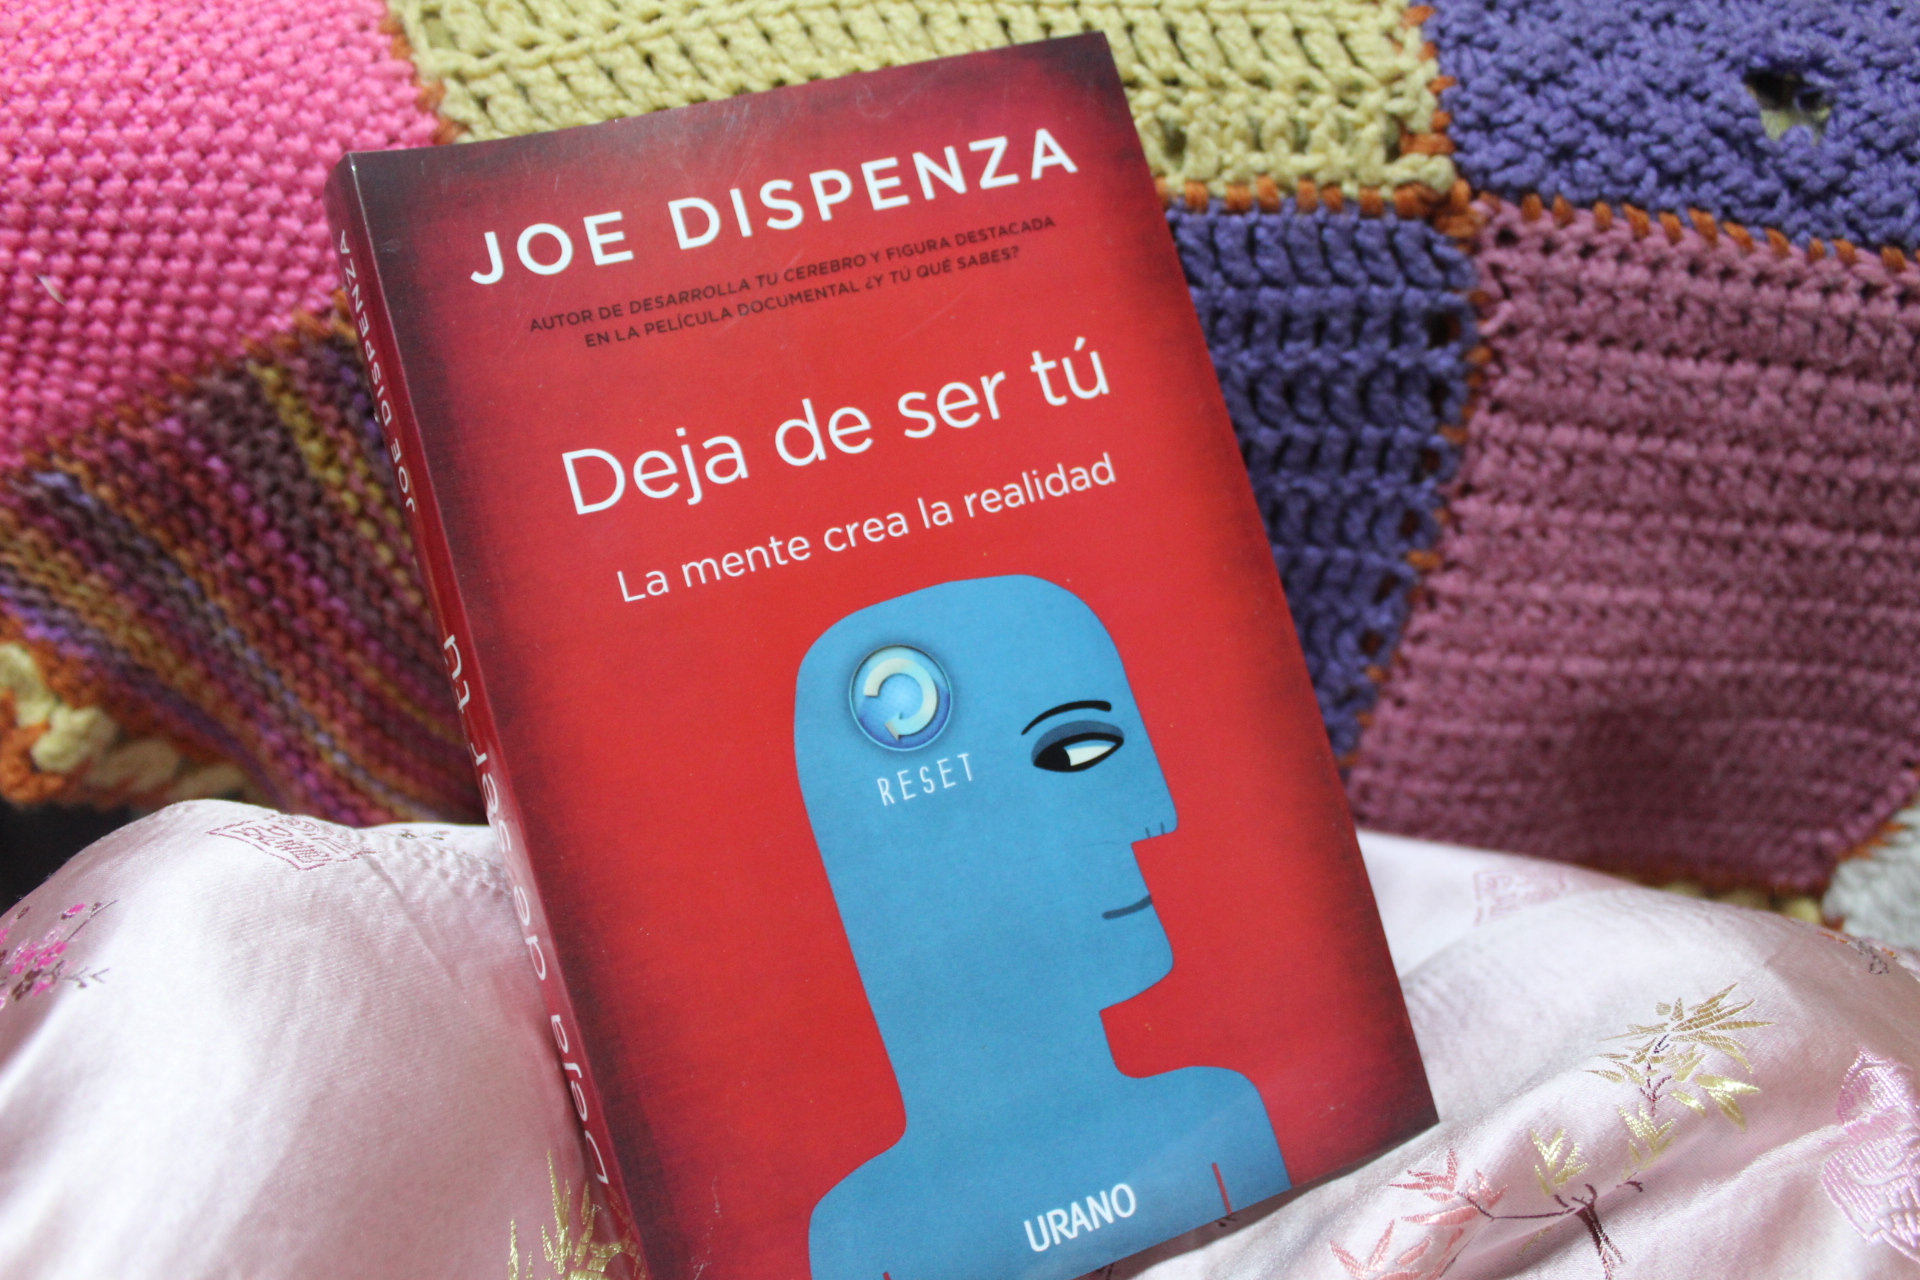 JOE DISPENZA
AUTOR DE DESARROLLA TU CEREBRO Y FIGURA DESTACADA
EN LA PELÍCULA DOCUMENTAL ¿Y TÚ QUÉ SABES?
Deja de ser tú
La mente crea la realidad
RESET
URANO
JOE DISPENZA
Deja de ser tú